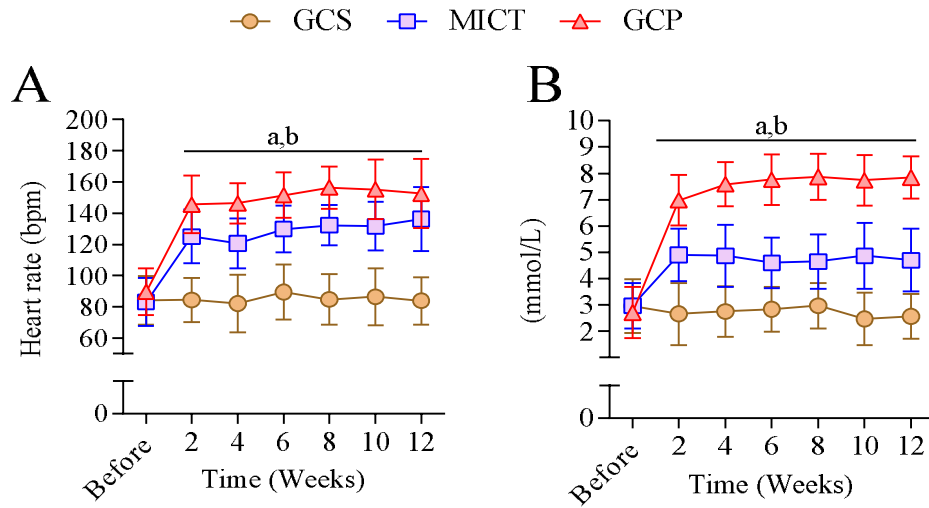 GCS MICT GCP
A
Heart rate (bpm)
200
180
160
140
120
100
80
60
0
a,b
Before 2 4 6 8 10 12
Time (Weeks)
B
(mmol/L)
10
9
8
7
6
5
4
3
2
0
a,b
Before 2 4 6 8 10 12
Time (Weeks)